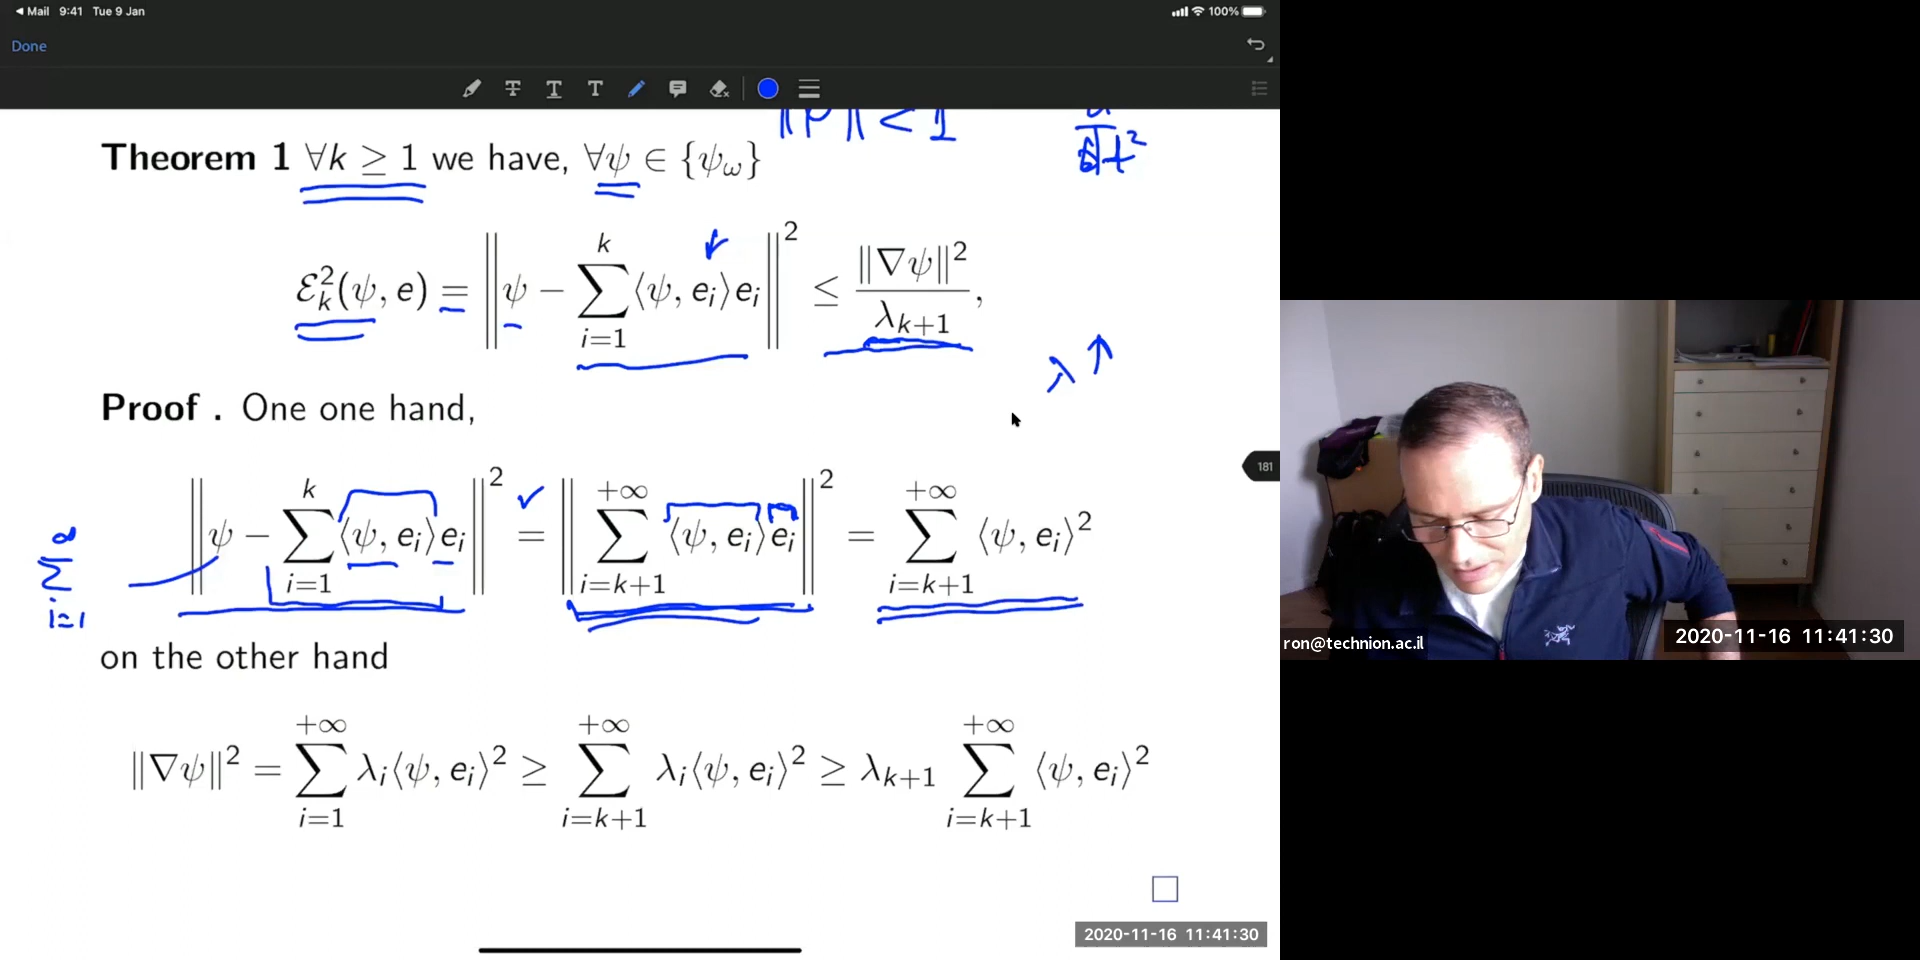 Mail 9:41 Tue 9 Jan 100%
Done
‖P‖ < 1
dt²
Theorem 1 ∀k ≥ 1 we have, ∀ψ ∈ {ψ_ω}
ℰ_k^2(ψ, e) = ‖ψ − ∑_{i=1}^{k} ⟨ψ, e_i⟩e_i‖² ≤ ‖∇ψ‖² / λ_{k+1},
λ ↑
Proof . One one hand,
181
‖ψ − ∑_{i=1}^{k} ⟨ψ, e_i⟩e_i‖² = ‖∑_{i=k+1}^{+∞} ⟨ψ, e_i⟩e_i‖² = ∑_{i=k+1}^{+∞} ⟨ψ, e_i⟩²
∑_{i=1}^{∞}
on the other hand
‖∇ψ‖² = ∑_{i=1}^{+∞} λ_i⟨ψ, e_i⟩² ≥ ∑_{i=k+1}^{+∞} λ_i⟨ψ, e_i⟩² ≥ λ_{k+1} ∑_{i=k+1}^{+∞} ⟨ψ, e_i⟩²
2020-11-16 11:41:30
ron@technion.ac.il
2020-11-16 11:41:30